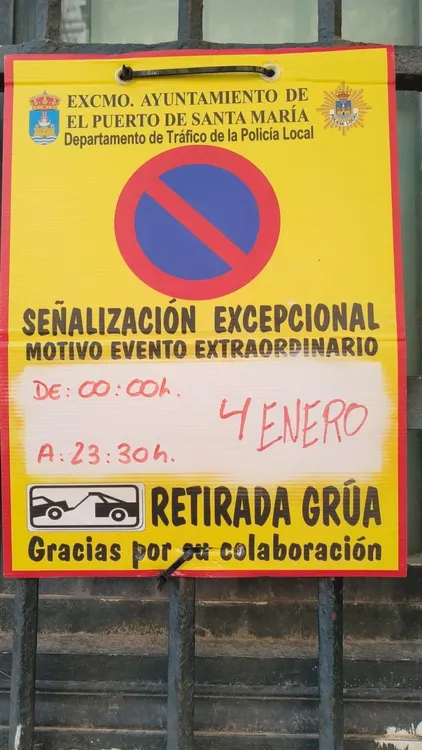 EXCMO. AYUNTAMIENTO DE
EL PUERTO DE SANTA MARÍA
Departamento de Tráfico de la Policía Local
SEÑALIZACIÓN EXCEPCIONAL
MOTIVO EVENTO EXTRAORDINARIO
DE: 00:00h.
4 ENERO
A: 23:30h.
RETIRADA GRÚA
Gracias por su colaboración